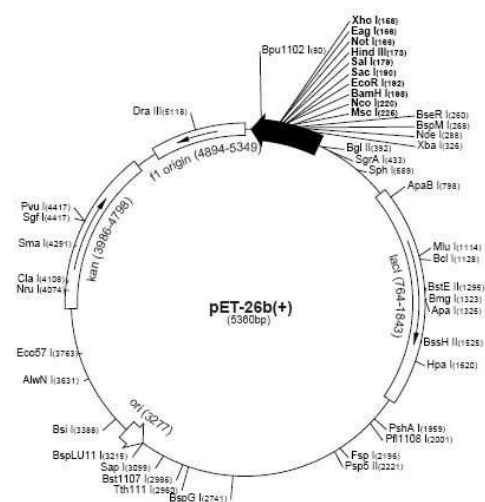 Xho I(158)
Eag I(166)
Not I(166)
Hind III(173)
Sal I(179)
Sac I(190)
EcoR I(192)
BamH I(198)
Nco I(220)
Msc I(225)
BseR I(260)
BspM I(268)
Nde I(288)
Xba I(326)
Bgl II(392)
SgrA I(433)
Sph I(589)
ApaB I(798)
lacI (764-1843)
Mlu I(1114)
Bcl I(1128)
BstE II(1295)
Bmg I(1323)
Apa I(1325)
BssH II(1525)
Hpa I(1620)
PshA I(1959)
Pfl1108 I(2001)
Fsp I(2196)
Psp5 II(2221)
BspG I(2741)
Tth111 I(2960)
Bst1107 I(2986)
Sap I(3099)
BspLU11 I(3215)
ori (3277)
Bsi I(3388)
AlwN I(3631)
Eco57 I(3763)
Nru I(4074)
Cla I(4108)
Sma I(4291)
Sgf I(4417)
Pvu I(4417)
kan (3986-4798)
f1 origin (4894-5349)
Dra III(5118)
Bpu1102 I(80)
pET-26b(+)
(5360bp)